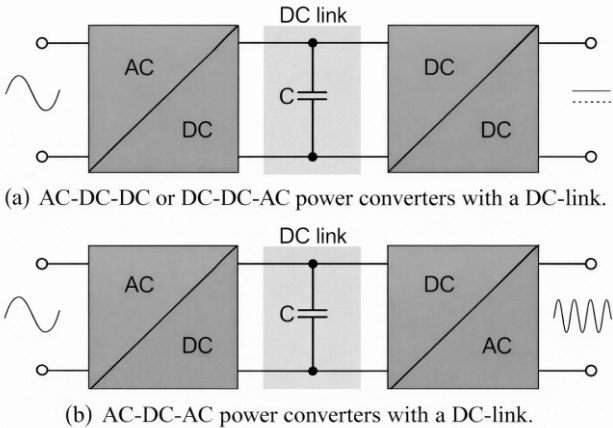 DC link
AC
DC
C
DC
DC
(a) AC-DC-DC or DC-DC-AC power converters with a DC-link.
DC link
AC
DC
C
DC
AC
(b) AC-DC-AC power converters with a DC-link.